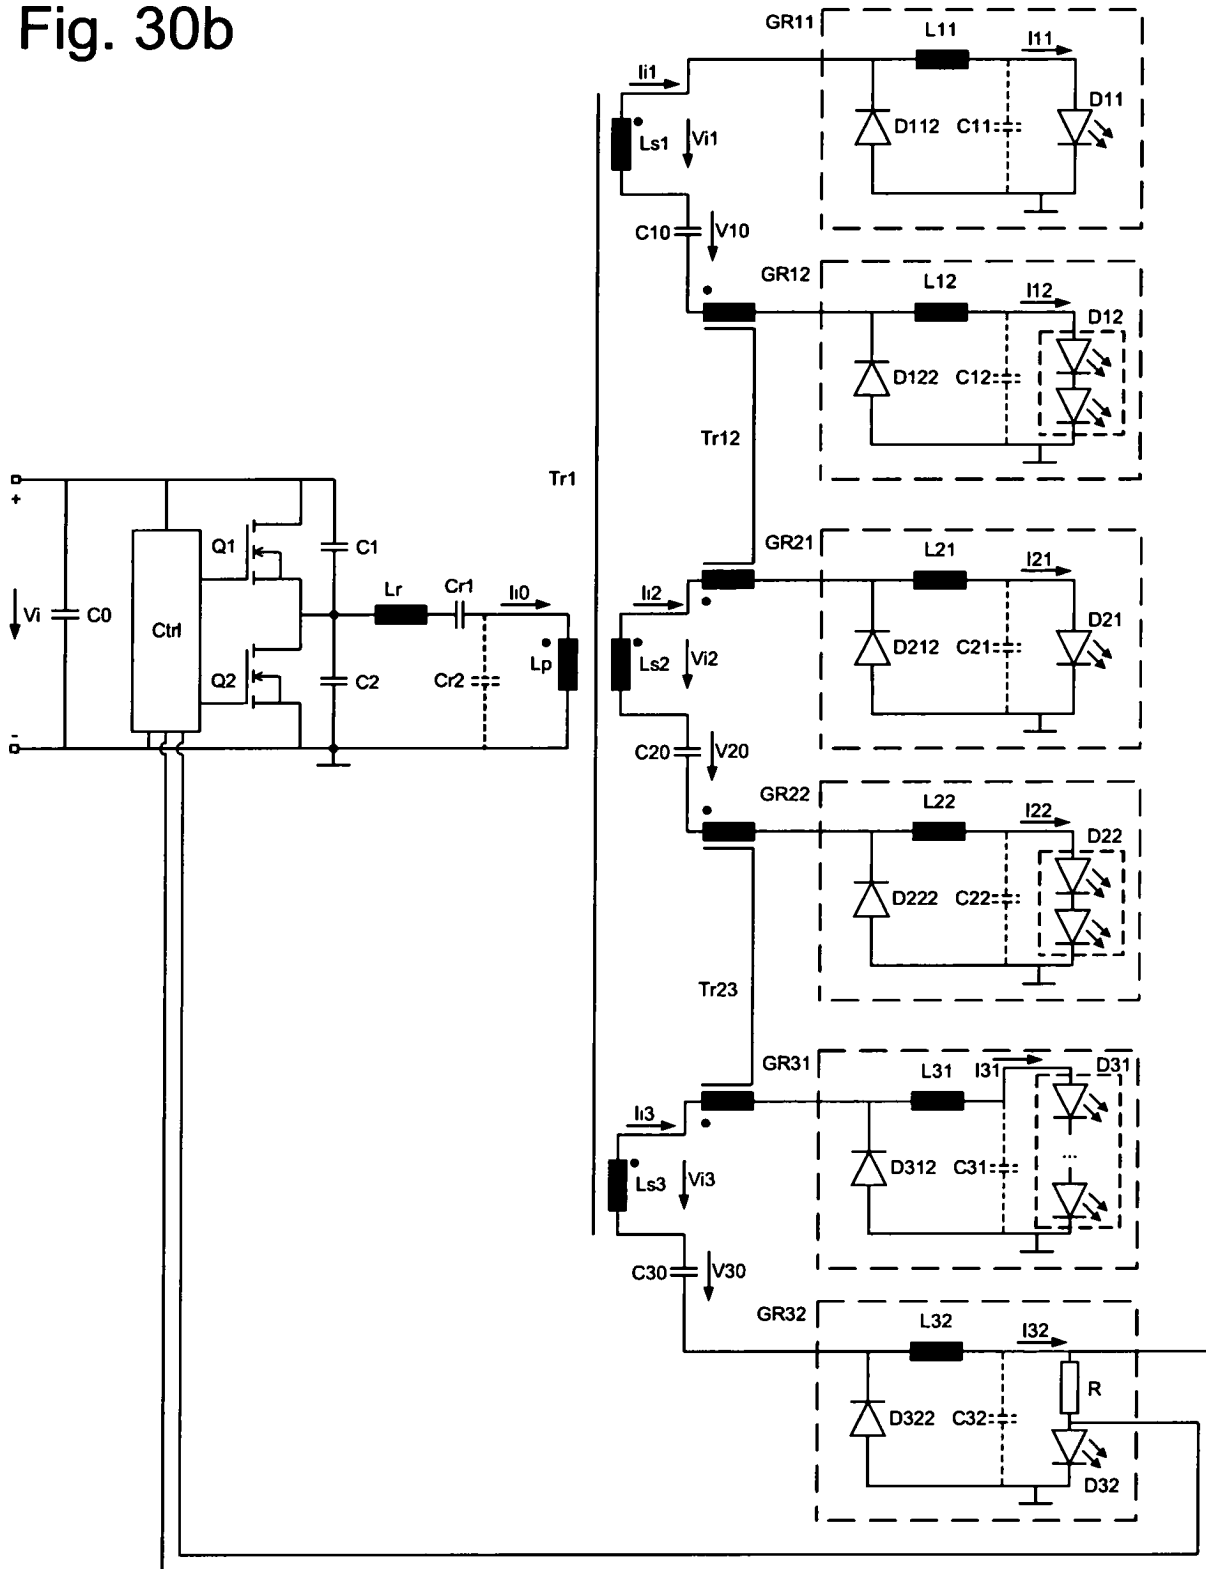 Fig. 30b
GR11
L11
I11
Ii1
D112
C11
D11
Ls1
Vi1
C10
V10
GR12
L12
I12
D12
D122
C12
Tr12
Tr1
GR21
L21
I21
+
Q1
C1
Lr
Cr1
Ii0
Ii2
Vi
C0
Ctrl
D212
C21
D21
Q2
C2
Cr2
Lp
Ls2
Vi2
-
C20
V20
GR22
L22
I22
D22
D222
C22
Tr23
GR31
L31
I31
D31
Ii3
D312
C31
...
Ls3
Vi3
C30
V30
GR32
L32
I32
R
D322
C32
D32